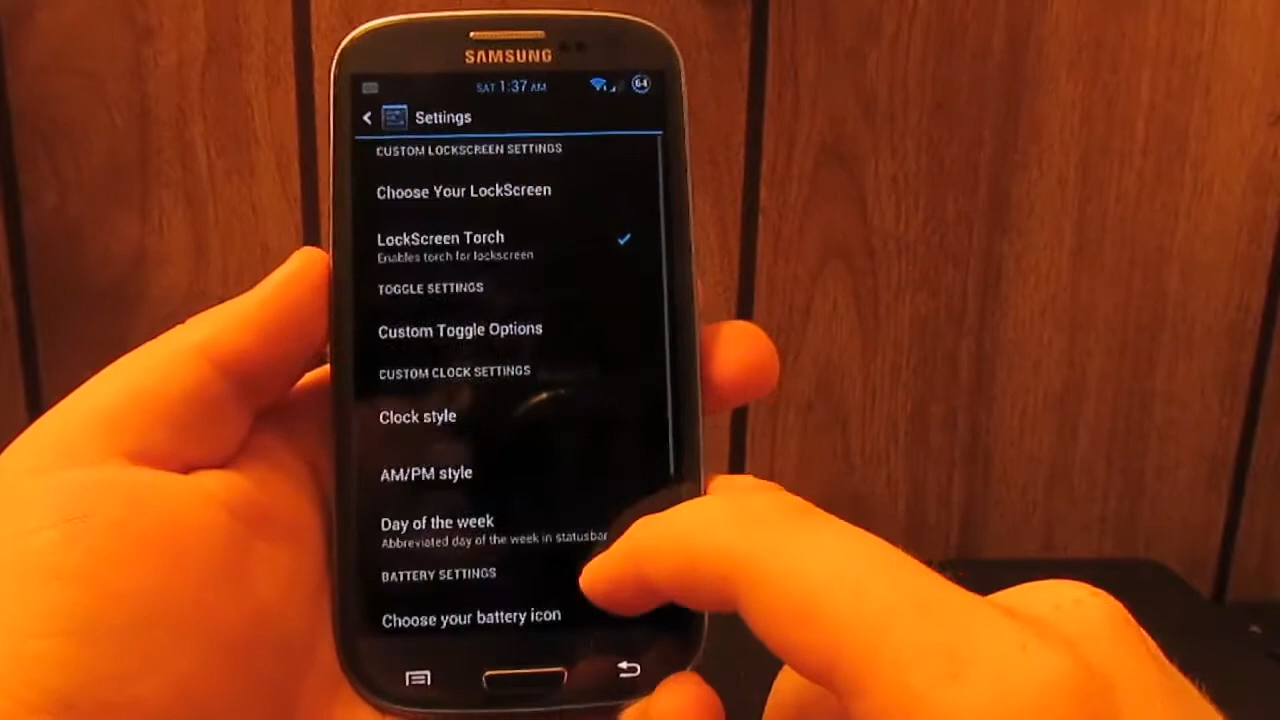 SAMSUNG
SAT 1:37 AM
64
Settings
CUSTOM LOCKSCREEN SETTINGS
Choose Your LockScreen
LockScreen Torch
Enables torch for lockscreen
TOGGLE SETTINGS
Custom Toggle Options
CUSTOM CLOCK SETTINGS
Clock style
AM/PM style
Day of the week
Abbreviated day of the week in statusbar
BATTERY SETTINGS
Choose your battery icon